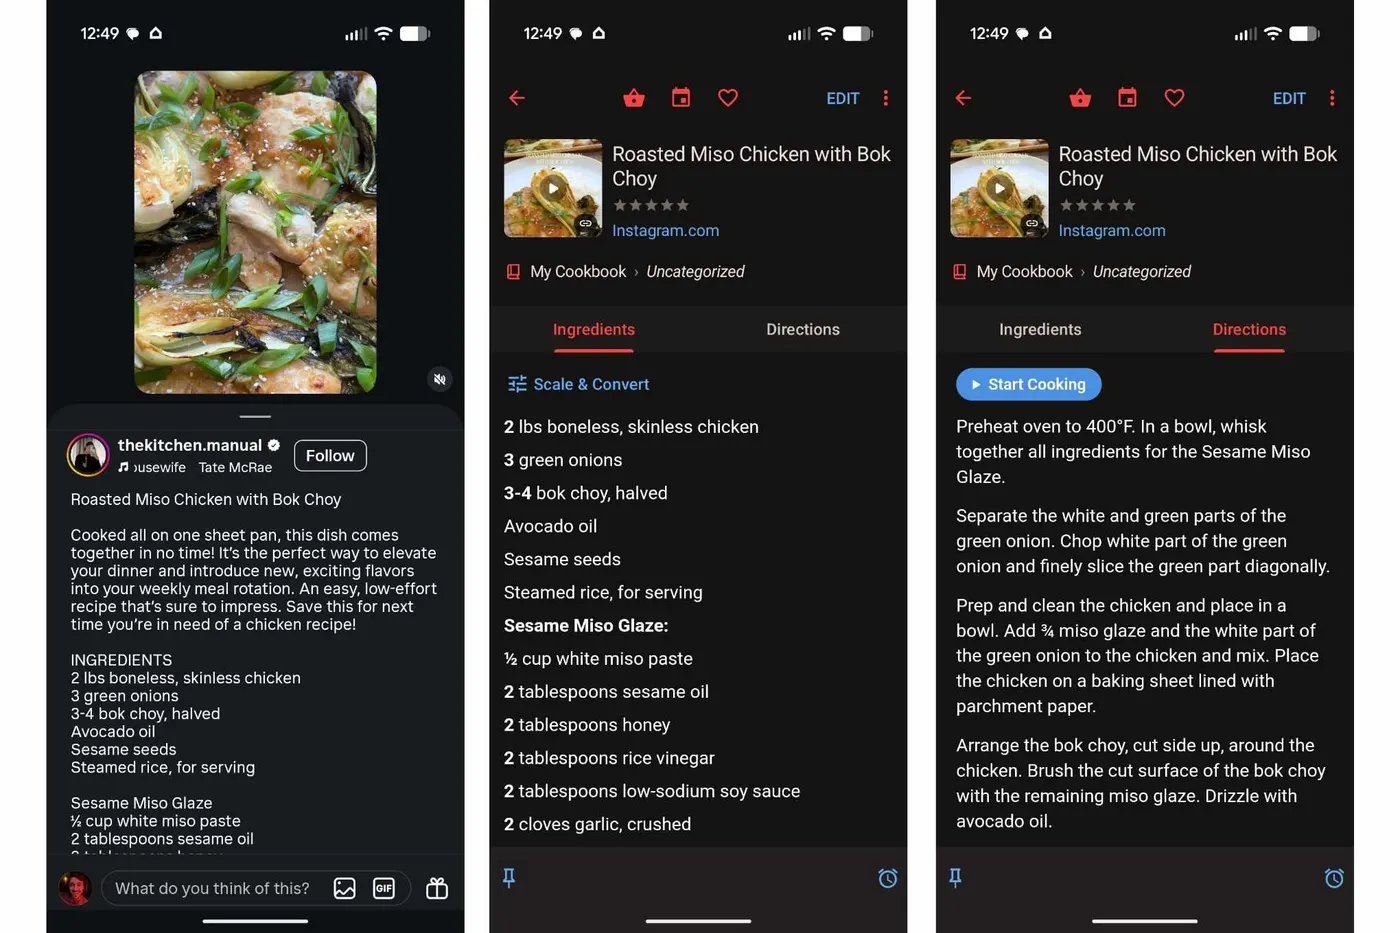 12:49
thekitchen.manual
ousewife Tate McRae
Follow
Roasted Miso Chicken with Bok Choy
Cooked all on one sheet pan, this dish comes
together in no time! It's the perfect way to elevate
your dinner and introduce new, exciting flavors
into your weekly meal rotation. An easy, low-effort
recipe that's sure to impress. Save this for next
time you're in need of a chicken recipe!
INGREDIENTS
2 lbs boneless, skinless chicken
3 green onions
3-4 bok choy, halved
Avocado oil
Sesame seeds
Steamed rice, for serving
Sesame Miso Glaze
½ cup white miso paste
2 tablespoons sesame oil
What do you think of this?
GIF
12:49
EDIT
Roasted Miso Chicken with Bok
Choy
Instagram.com
My Cookbook › Uncategorized
Ingredients
Directions
Scale & Convert
2 lbs boneless, skinless chicken
3 green onions
3-4 bok choy, halved
Avocado oil
Sesame seeds
Steamed rice, for serving
Sesame Miso Glaze:
½ cup white miso paste
2 tablespoons sesame oil
2 tablespoons honey
2 tablespoons rice vinegar
2 tablespoons low-sodium soy sauce
2 cloves garlic, crushed
12:49
EDIT
Roasted Miso Chicken with Bok
Choy
Instagram.com
My Cookbook › Uncategorized
Ingredients
Directions
Start Cooking
Preheat oven to 400°F. In a bowl, whisk
together all ingredients for the Sesame Miso
Glaze.
Separate the white and green parts of the
green onion. Chop white part of the green
onion and finely slice the green part diagonally.
Prep and clean the chicken and place in a
bowl. Add ¾ miso glaze and the white part of
the green onion to the chicken and mix. Place
the chicken on a baking sheet lined with
parchment paper.
Arrange the bok choy, cut side up, around the
chicken. Brush the cut surface of the bok choy
with the remaining miso glaze. Drizzle with
avocado oil.